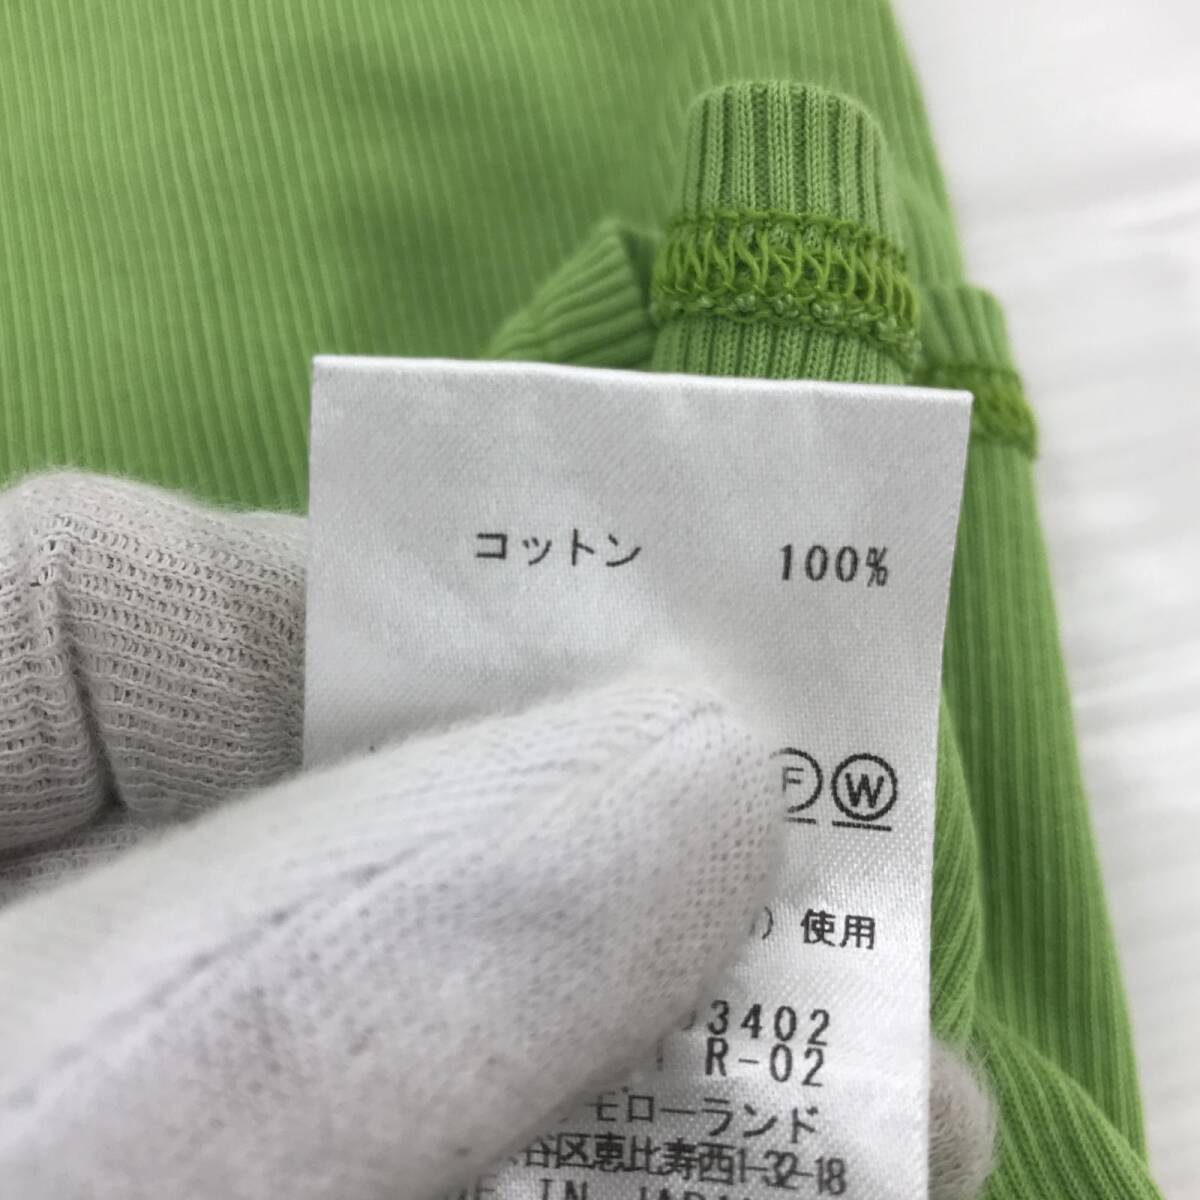 コットン 100%
F W
使用
3402
R-02
モローランド
谷区恵比寿西1-32-18
IN JAPAN